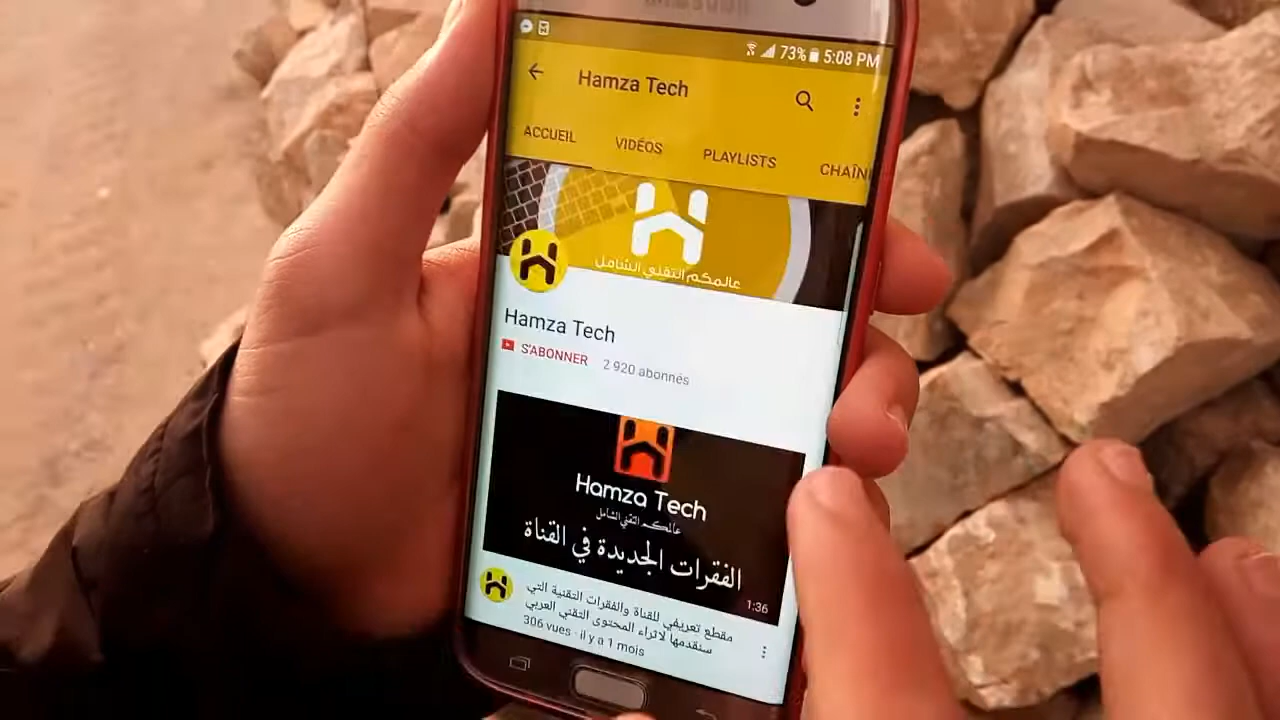 SAMSUNG
73% 5:08 PM
Hamza Tech
ACCUEIL VIDÉOS PLAYLISTS CHAÎN
عالمكم التقني الشامل
Hamza Tech
S'ABONNER 2 920 abonnés
Hamza Tech
عالمكم التقني الشامل
الفقرات الجديدة في القناة
1:36
مقطع تعريفي للقناة والفقرات التقنية التي
سنقدمها لاثراء المحتوى التقني العربي
306 vues · il y a 1 mois